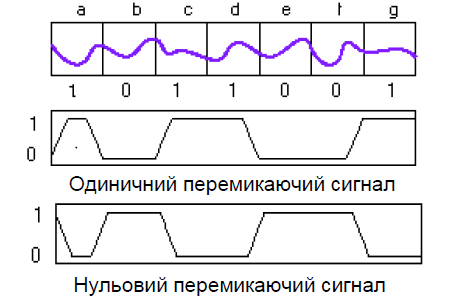 a b c d e f g
1 0 1 1 0 0 1
1
0
Одиничний перемикаючий сигнал
1
0
Нульовий перемикаючий сигнал